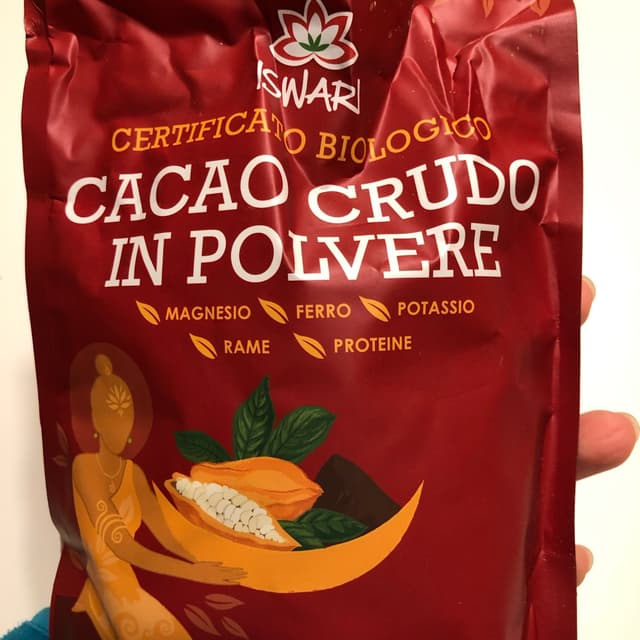 ISWARI
CERTIFICATO BIOLOGICO
CACAO CRUDO
IN POLVERE
MAGNESIO FERRO POTASSIO
RAME PROTEINE